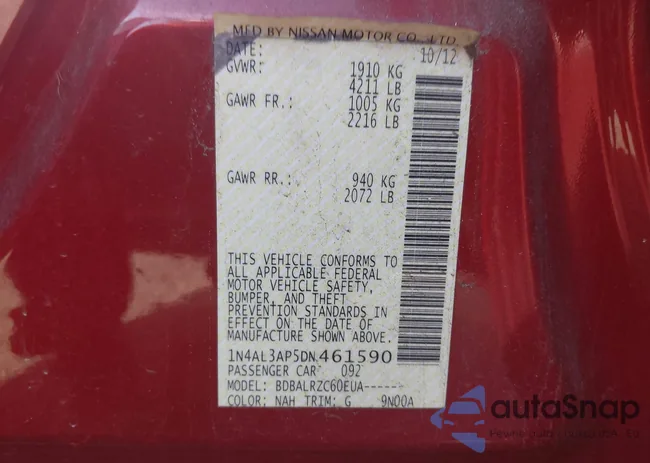 MFD BY NISSAN MOTOR CO., LTD.
DATE: 10/12
GVWR: 1910 KG
4211 LB
GAWR FR.: 1005 KG
2216 LB
GAWR RR.: 940 KG
2072 LB
THIS VEHICLE CONFORMS TO
ALL APPLICABLE FEDERAL
MOTOR VEHICLE SAFETY,
BUMPER, AND THEFT
PREVENTION STANDARDS IN
EFFECT ON THE DATE OF
MANUFACTURE SHOWN ABOVE.
1N4AL3AP5DN461590
PASSENGER CAR 092
MODEL: BDBALRZC60EUA------
COLOR: NAH TRIM: G 9N00A
autoSnap